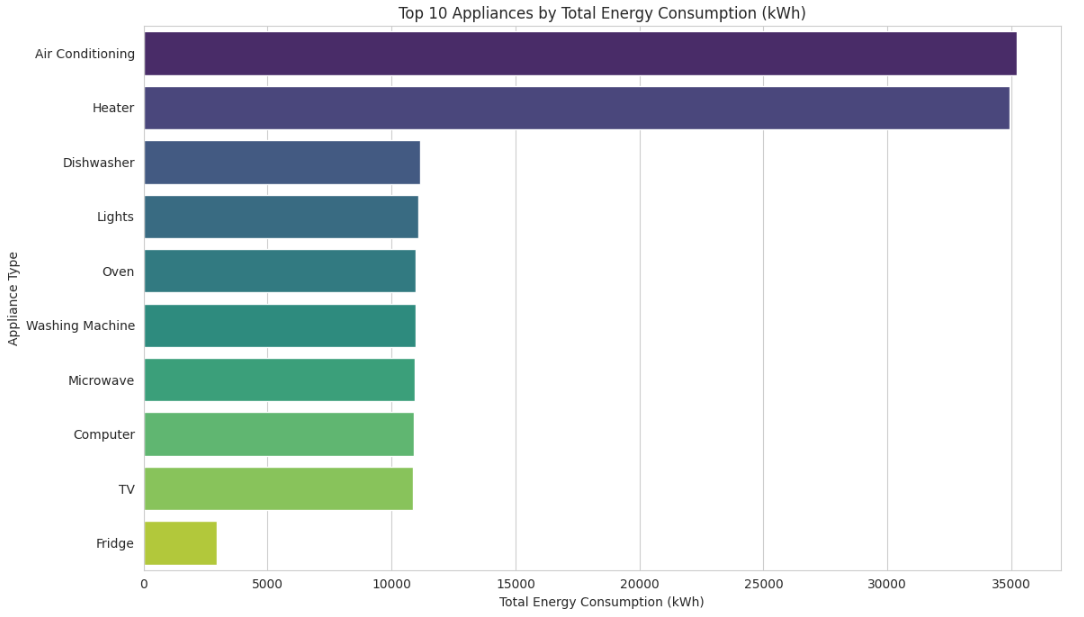 Top 10 Appliances by Total Energy Consumption (kWh)
Air Conditioning
Heater
Dishwasher
Lights
Oven
Washing Machine
Microwave
Computer
TV
Fridge
Appliance Type
0 5000 10000 15000 20000 25000 30000 35000
Total Energy Consumption (kWh)